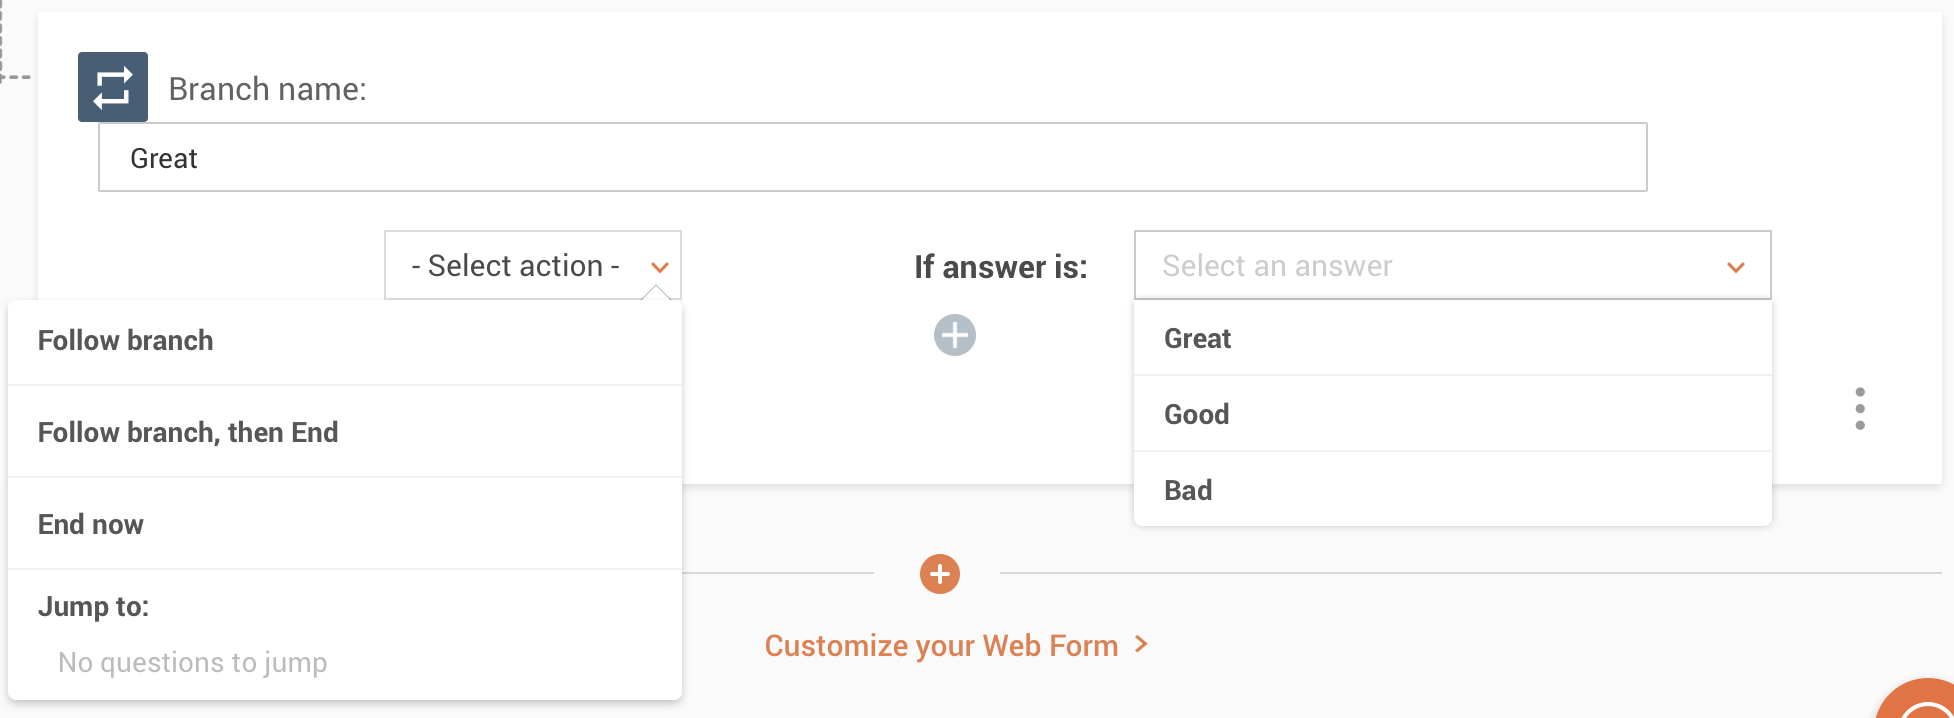 Branch name:
Great
- Select action -
If answer is:
Select an answer
Follow branch
Follow branch, then End
End now
Jump to:
No questions to jump
Great
Good
Bad
Customize your Web Form